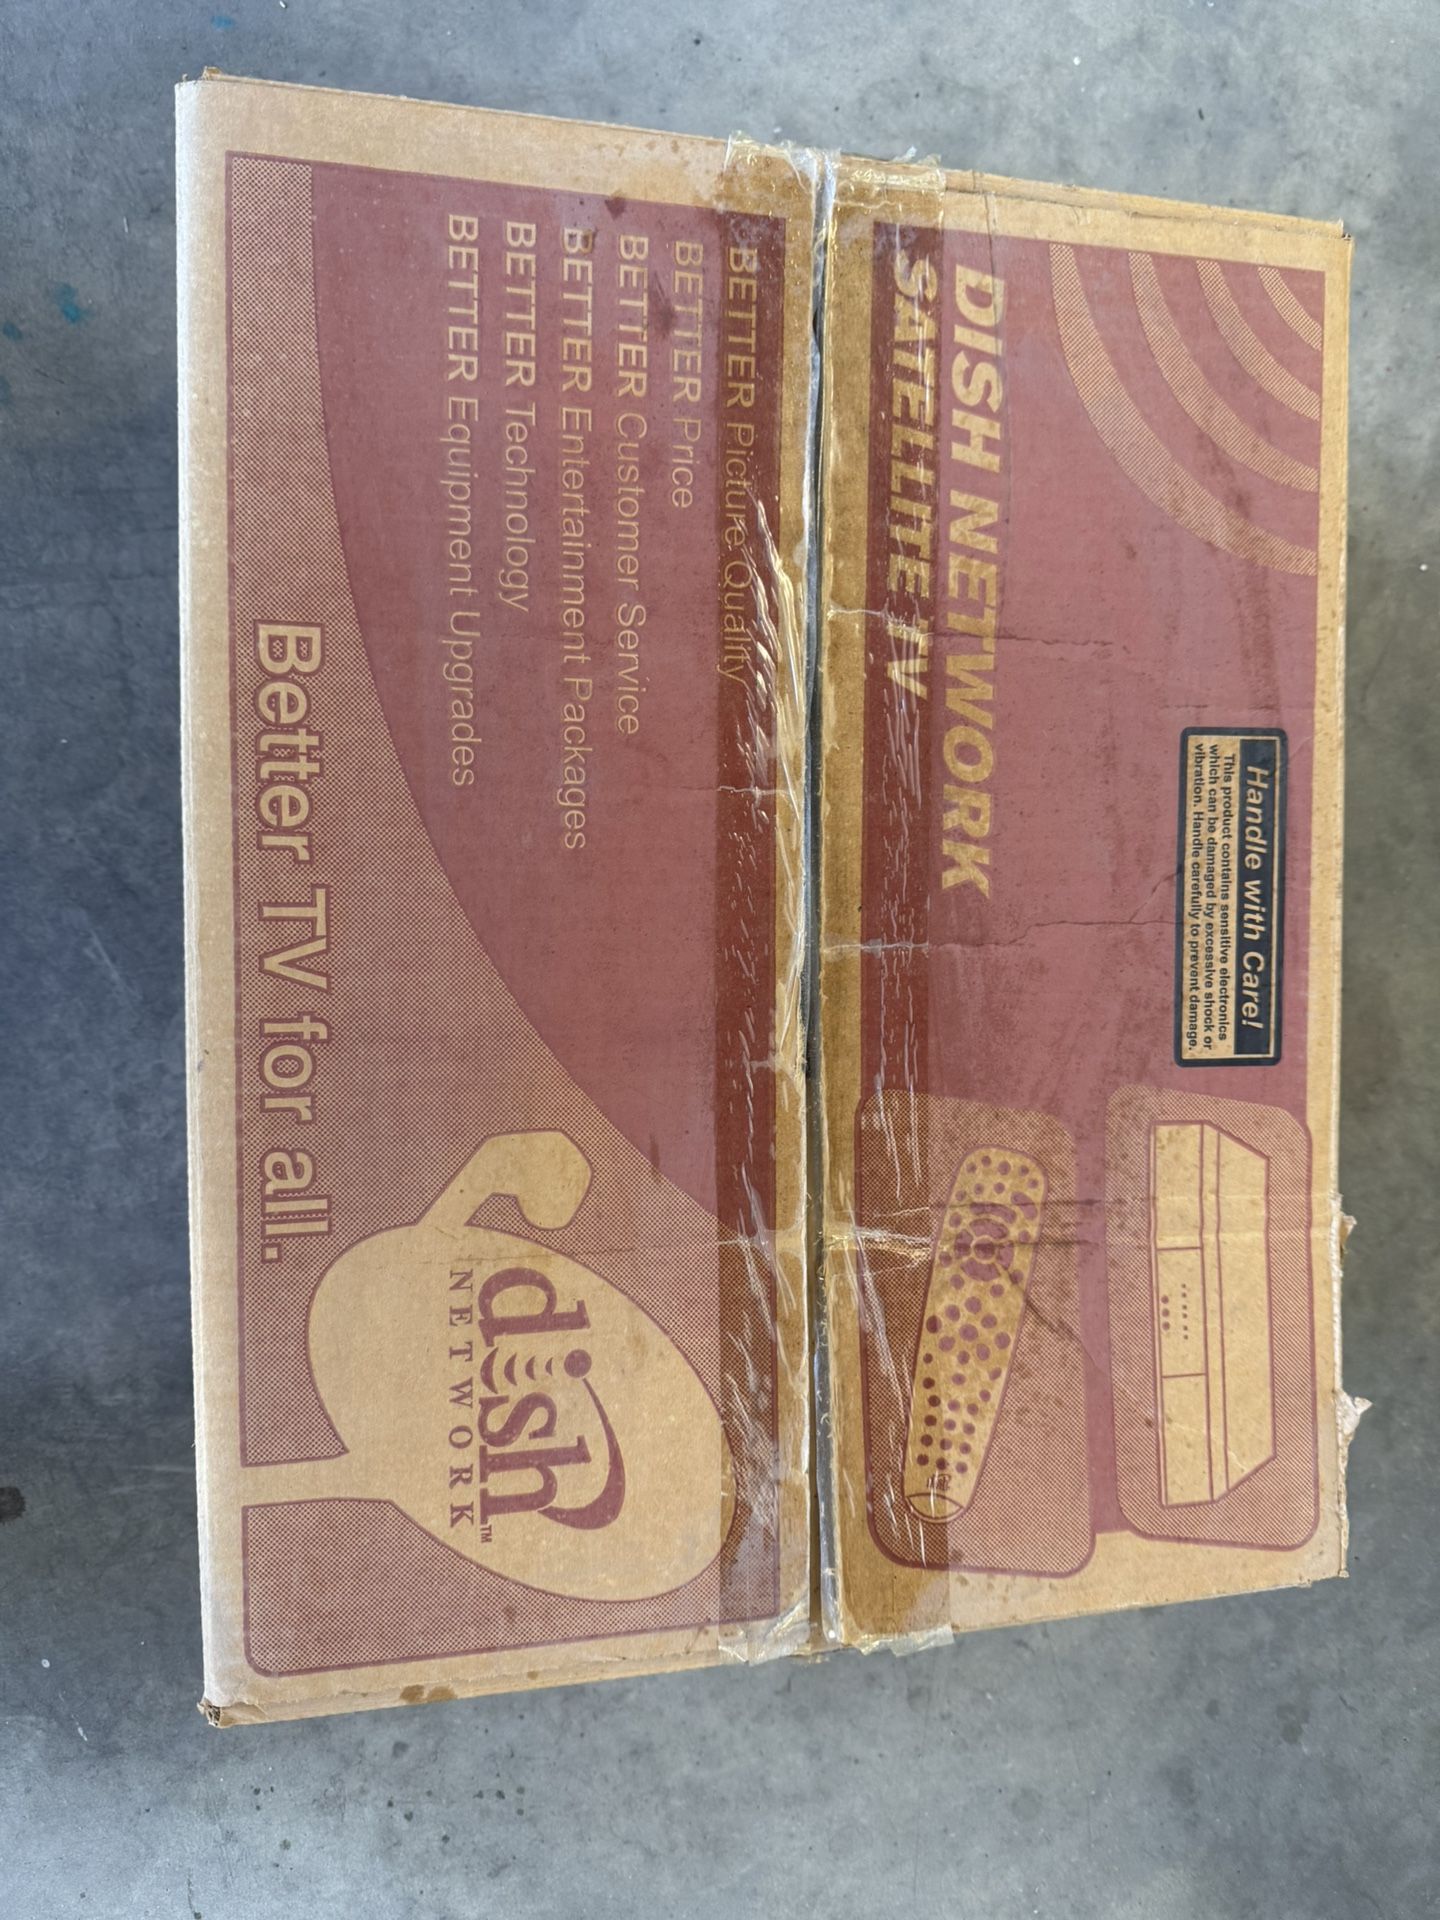 Handle with Care!
This product contains sensitive electronics
which can be damaged by excessive shock or
vibration. Handle carefully to prevent damage.
DISH NETWORK
SATELLITE TV
BETTER Picture Quality
BETTER Price
BETTER Customer Service
BETTER Entertainment Packages
BETTER Technology
BETTER Equipment Upgrades
dish
NETWORK™
Better TV for all.